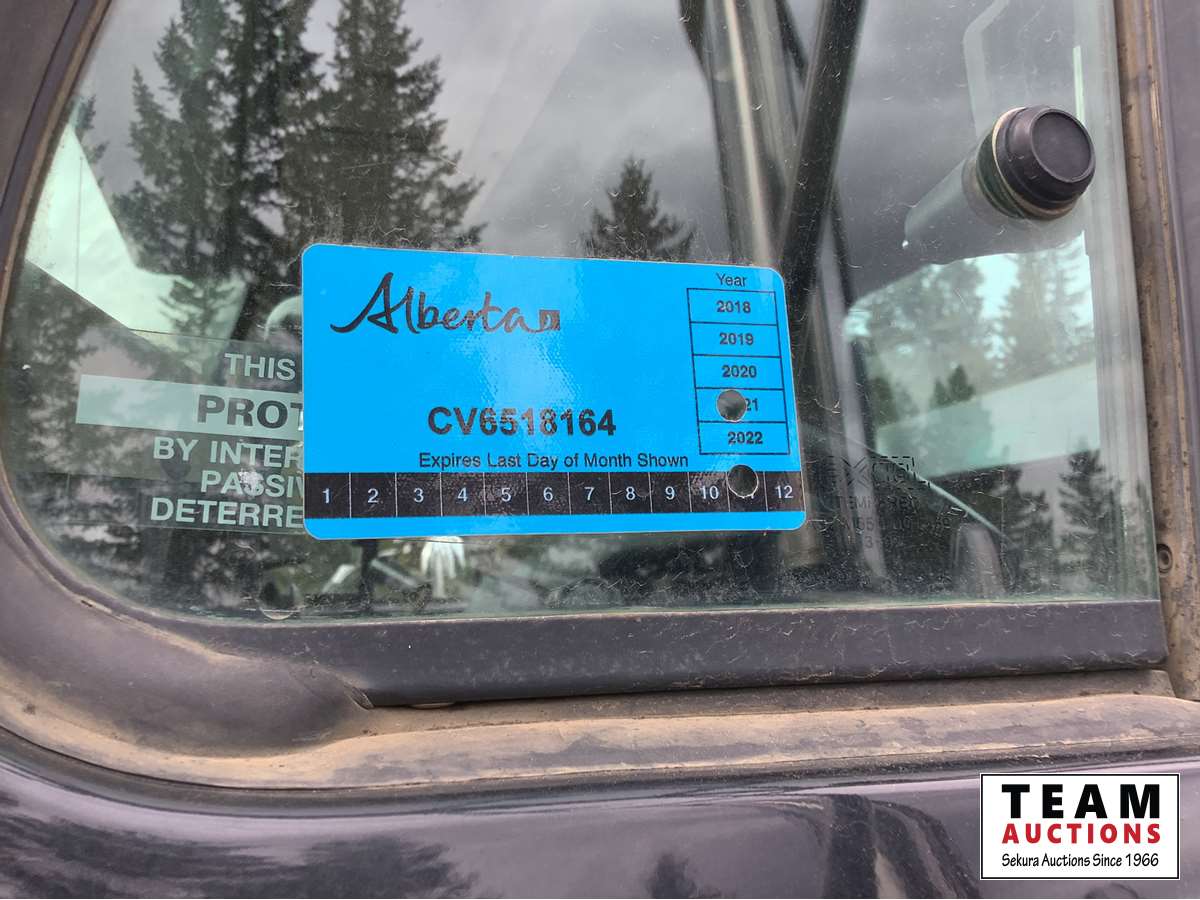 Alberta
Year
2018
2019
2020
21
2022
CV6518164
Expires Last Day of Month Shown
1 2 3 4 5 6 7 8 9 10 12
THIS
PROT
BY INTER
PASSIV
DETERRE
TEAM
AUCTIONS
Sekura Auctions Since 1966